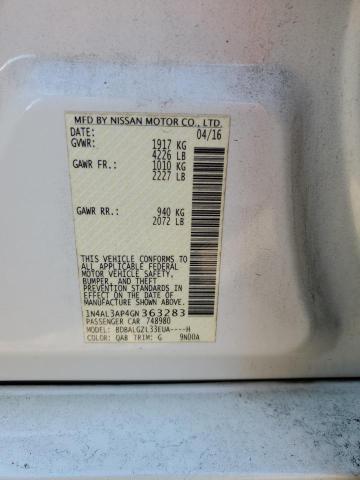 MFD BY NISSAN MOTOR CO., LTD.
DATE: 04/16
GVWR: 1917 KG
4226 LB
GAWR FR.: 1010 KG
2227 LB
GAWR RR.: 940 KG
2072 LB
THIS VEHICLE CONFORMS TO
ALL APPLICABLE FEDERAL
MOTOR VEHICLE SAFETY,
BUMPER, AND THEFT
PREVENTION STANDARDS IN
EFFECT ON THE DATE OF
MANUFACTURE SHOWN ABOVE.
1N4AL3AP4GN363283
PASSENGER CAR 748980
MODEL: BDBALGZL33EUA----H
COLOR: QAB TRIM: G 9N00A